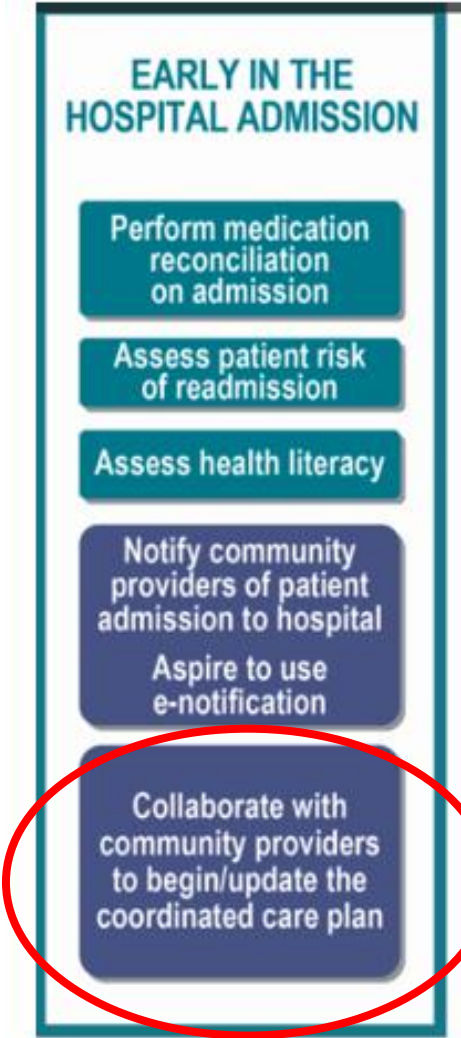 EARLY IN THE
HOSPITAL ADMISSION
Perform medication
reconciliation
on admission
Assess patient risk
of readmission
Assess health literacy
Notify community
providers of patient
admission to hospital
Aspire to use
e-notification
Collaborate with
community providers
to begin/update the
coordinated care plan